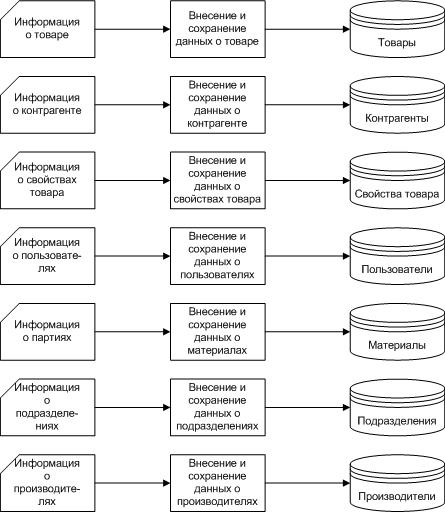 Информация
о товаре
Внесение и
сохранение
данных о товаре
Товары
Информация
о контрагенте
Внесение и
сохранение
данных о
контрагенте
Контрагенты
Информация
о свойствах
товара
Внесение и
сохранение
данных о
свойствах товара
Свойства товара
Информация
о пользовате-
лях
Внесение и
сохранение
данных о
пользователях
Пользователи
Информация
о партиях
Внесение и
сохранение
данных о
материалах
Материалы
Информация
о
подразделе-
ниях
Внесение и
сохранение
данных о
подразделениях
Подразделения
Информация
о
производите-
лях
Внесение и
сохранение
данных о
производителях
Производители